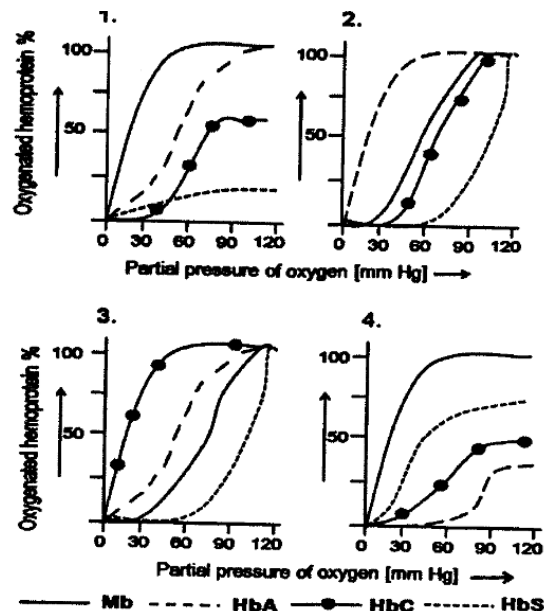 1.
2.
Oxygenated hemoprotein %
100
50
0 30 60 90 120
100
50
0 30 60 90 120
Partial pressure of oxygen [mm Hg]
3.
4.
Oxygenated hemoprotein %
100
50
0 30 60 90 120
100
50
0 30 60 90 120
Partial pressure of oxygen [mm Hg]
Mb HbA HbC HbS